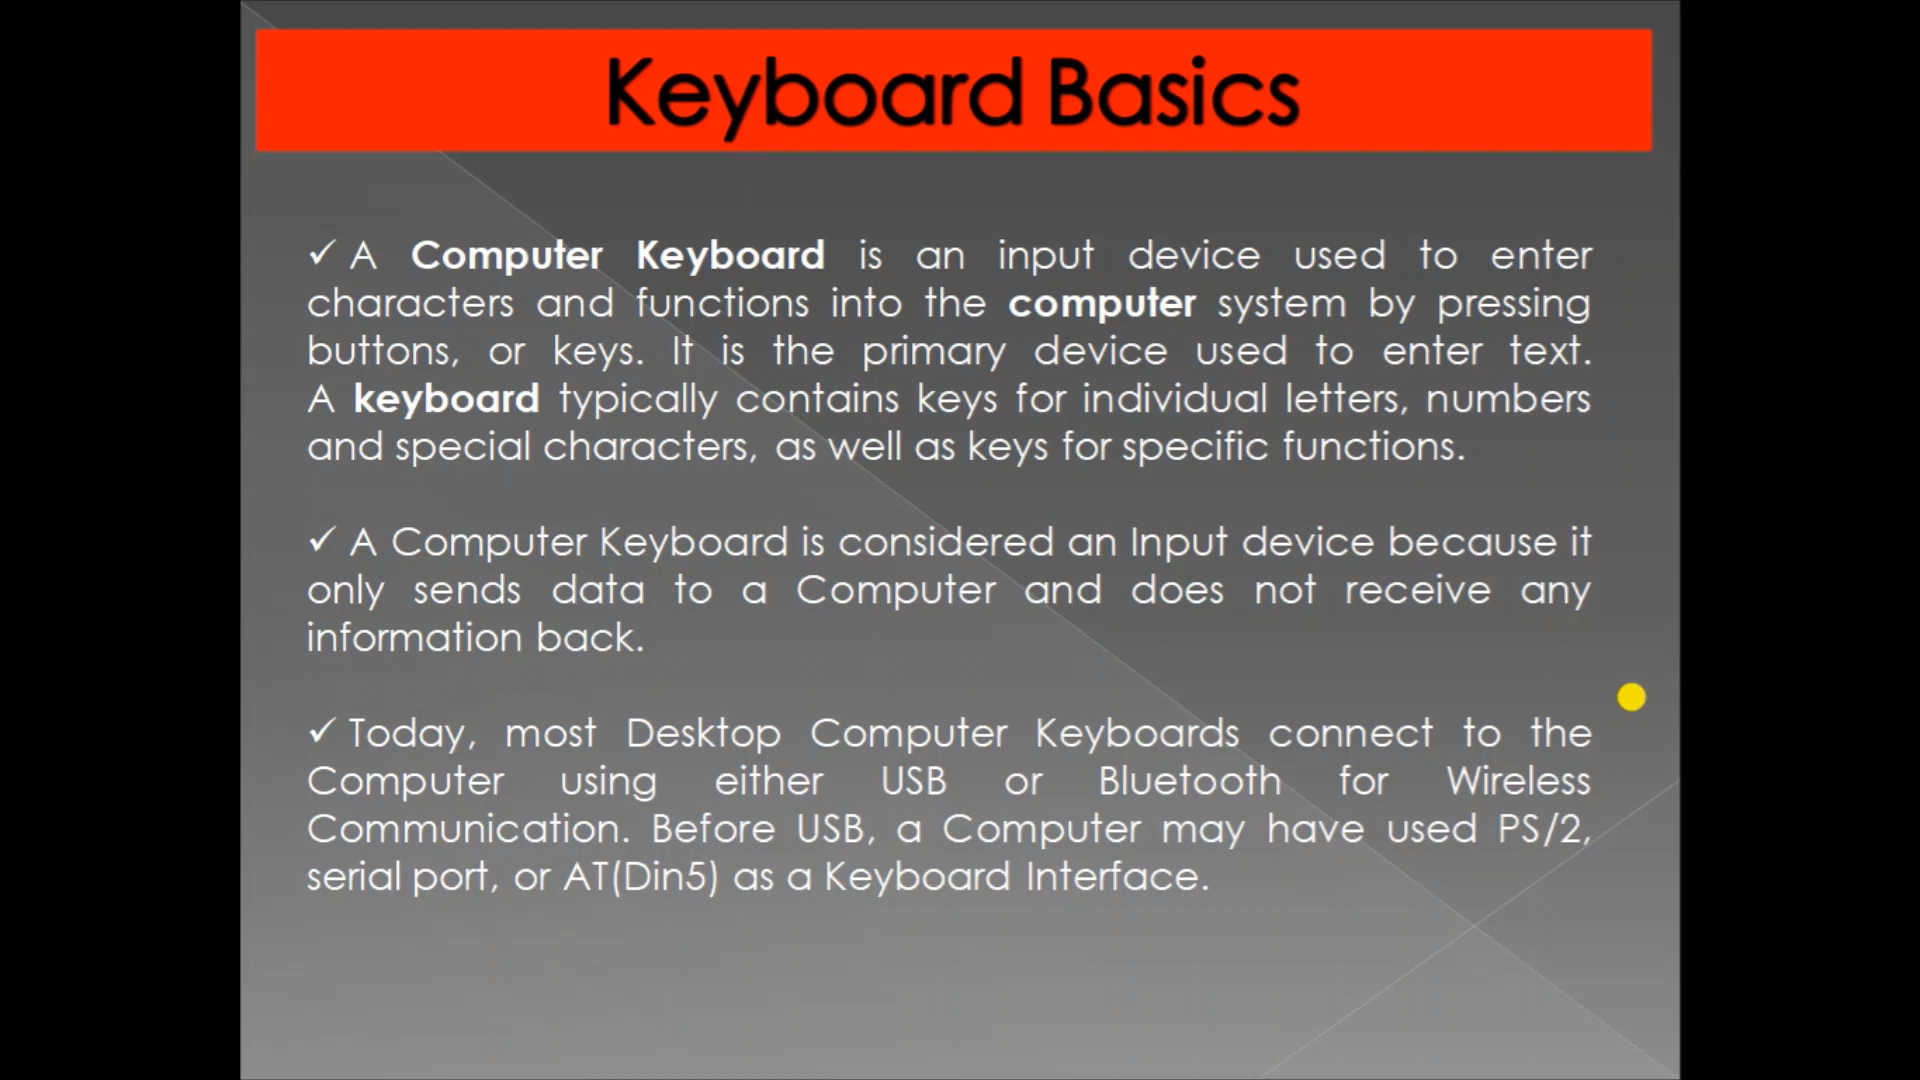 Keyboard Basics
✓ A Computer Keyboard is an input device used to enter
characters and functions into the computer system by pressing
buttons, or keys. It is the primary device used to enter text.
A keyboard typically contains keys for individual letters, numbers
and special characters, as well as keys for specific functions.
✓ A Computer Keyboard is considered an Input device because it
only sends data to a Computer and does not receive any
information back.
✓ Today, most Desktop Computer Keyboards connect to the
Computer using either USB or Bluetooth for Wireless
Communication. Before USB, a Computer may have used PS/2,
serial port, or AT(Din5) as a Keyboard Interface.